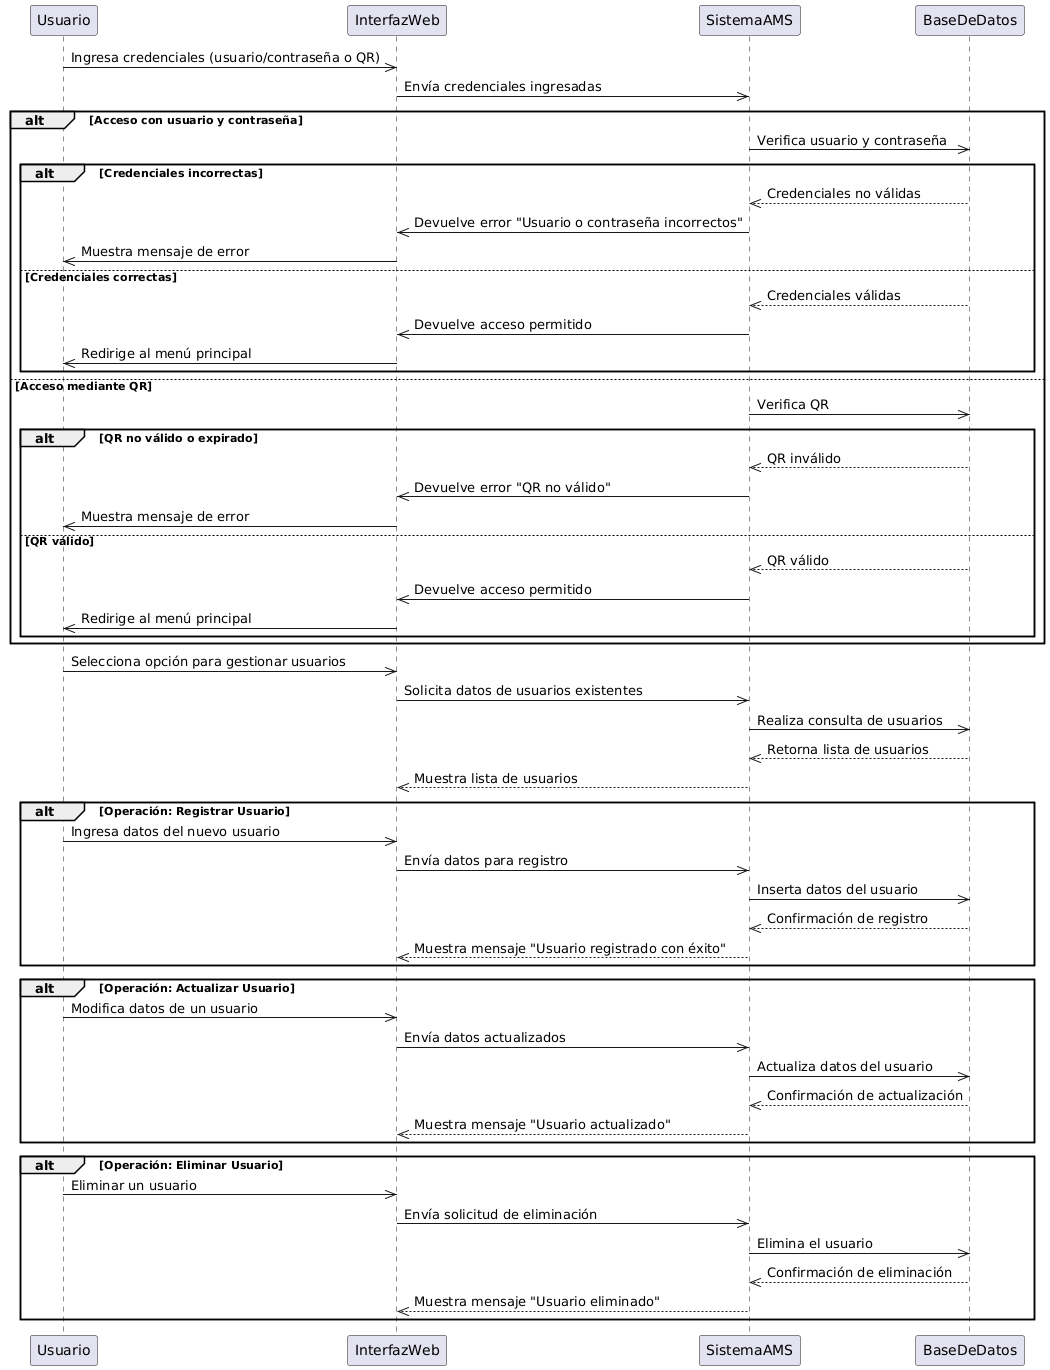 Usuario
InterfazWeb
SistemaAMS
BaseDeDatos
Ingresa credenciales (usuario/contraseña o QR)
Envía credenciales ingresadas
alt
[Acceso con usuario y contraseña]
Verifica usuario y contraseña
alt
[Credenciales incorrectas]
Credenciales no válidas
Devuelve error "Usuario o contraseña incorrectos"
Muestra mensaje de error
[Credenciales correctas]
Credenciales válidas
Devuelve acceso permitido
Redirige al menú principal
[Acceso mediante QR]
Verifica QR
alt
[QR no válido o expirado]
QR inválido
Devuelve error "QR no válido"
Muestra mensaje de error
[QR válido]
QR válido
Devuelve acceso permitido
Redirige al menú principal
Selecciona opción para gestionar usuarios
Solicita datos de usuarios existentes
Realiza consulta de usuarios
Retorna lista de usuarios
Muestra lista de usuarios
alt
[Operación: Registrar Usuario]
Ingresa datos del nuevo usuario
Envía datos para registro
Inserta datos del usuario
Confirmación de registro
Muestra mensaje "Usuario registrado con éxito"
alt
[Operación: Actualizar Usuario]
Modifica datos de un usuario
Envía datos actualizados
Actualiza datos del usuario
Confirmación de actualización
Muestra mensaje "Usuario actualizado"
alt
[Operación: Eliminar Usuario]
Eliminar un usuario
Envía solicitud de eliminación
Elimina el usuario
Confirmación de eliminación
Muestra mensaje "Usuario eliminado"
Usuario
InterfazWeb
SistemaAMS
BaseDeDatos